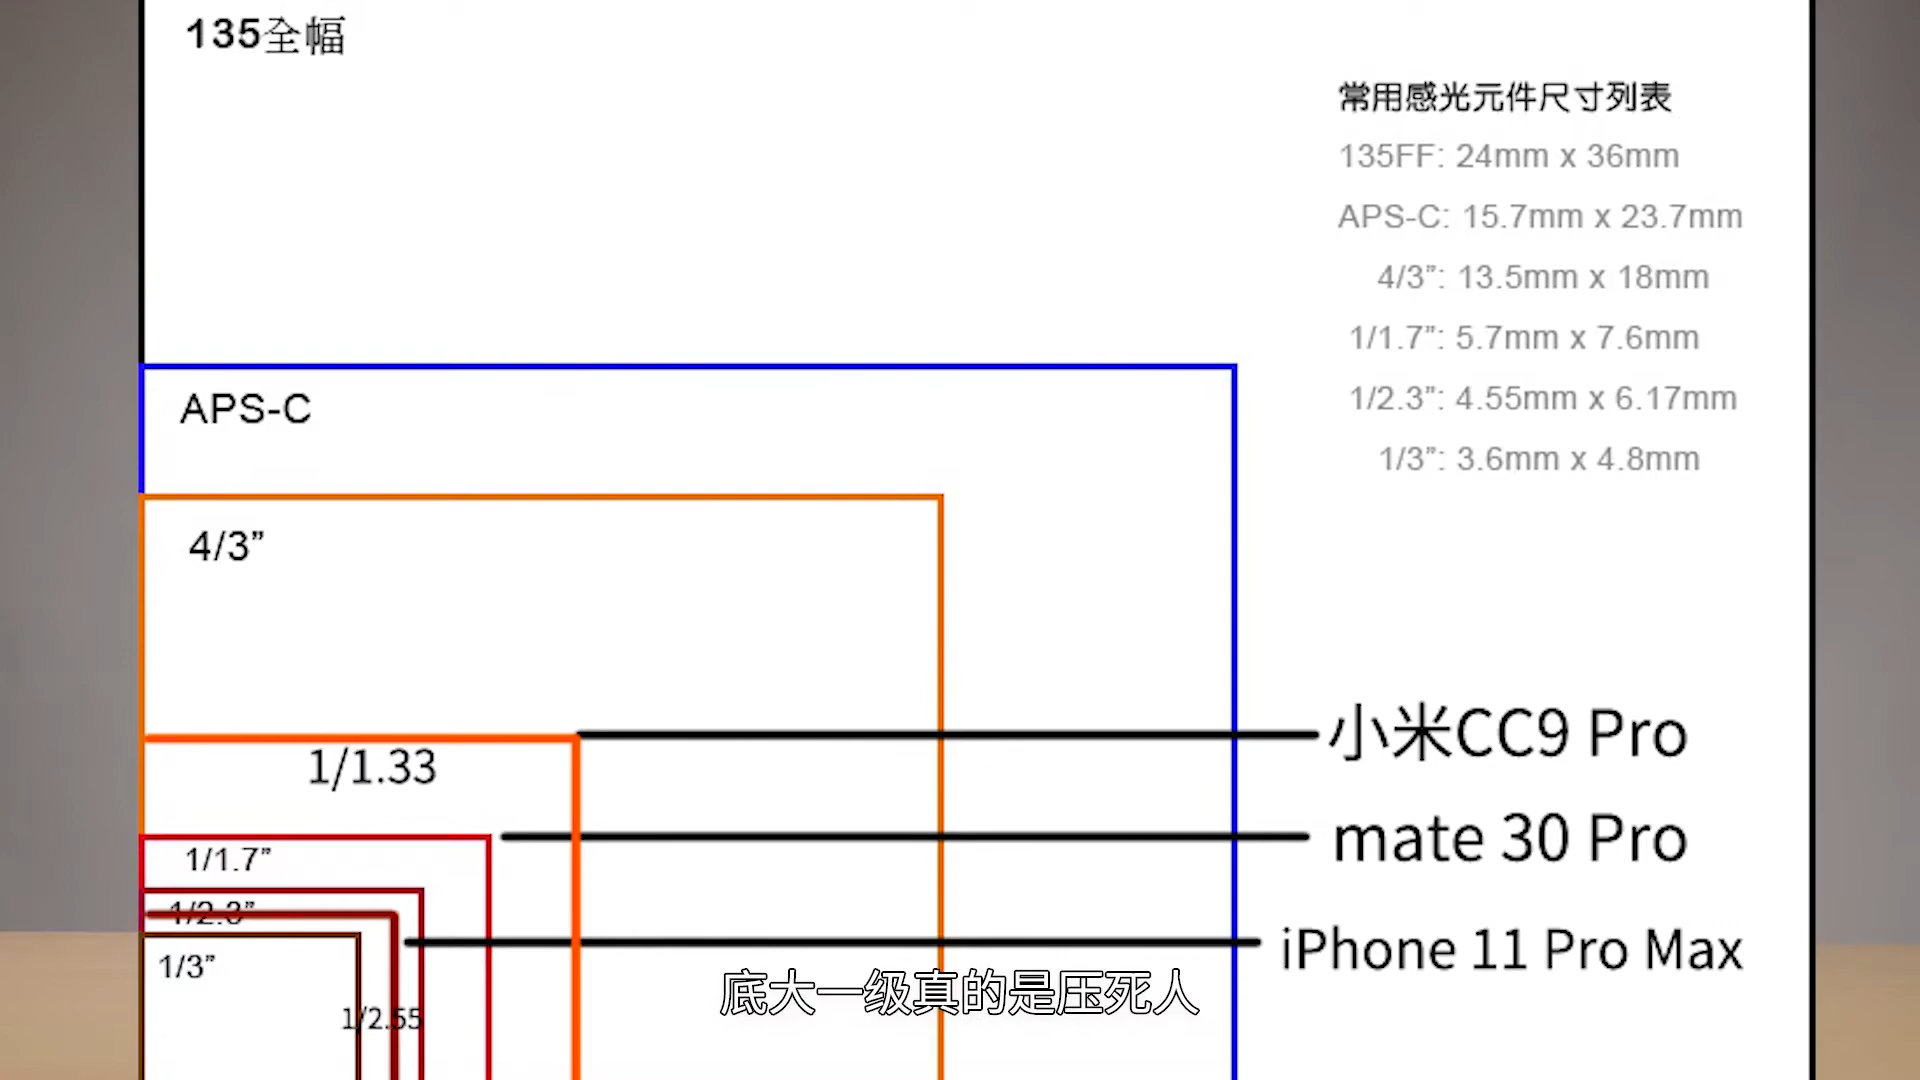 135全幅
常用感光元件尺寸列表
135FF: 24mm x 36mm
APS-C: 15.7mm x 23.7mm
4/3”: 13.5mm x 18mm
1/1.7”: 5.7mm x 7.6mm
1/2.3”: 4.55mm x 6.17mm
1/3”: 3.6mm x 4.8mm
APS-C
4/3”
小米CC9 Pro
1/1.33
mate 30 Pro
1/1.7”
1/2.3”
iPhone 11 Pro Max
1/3”
1/2.55
底大一级真的是压死人